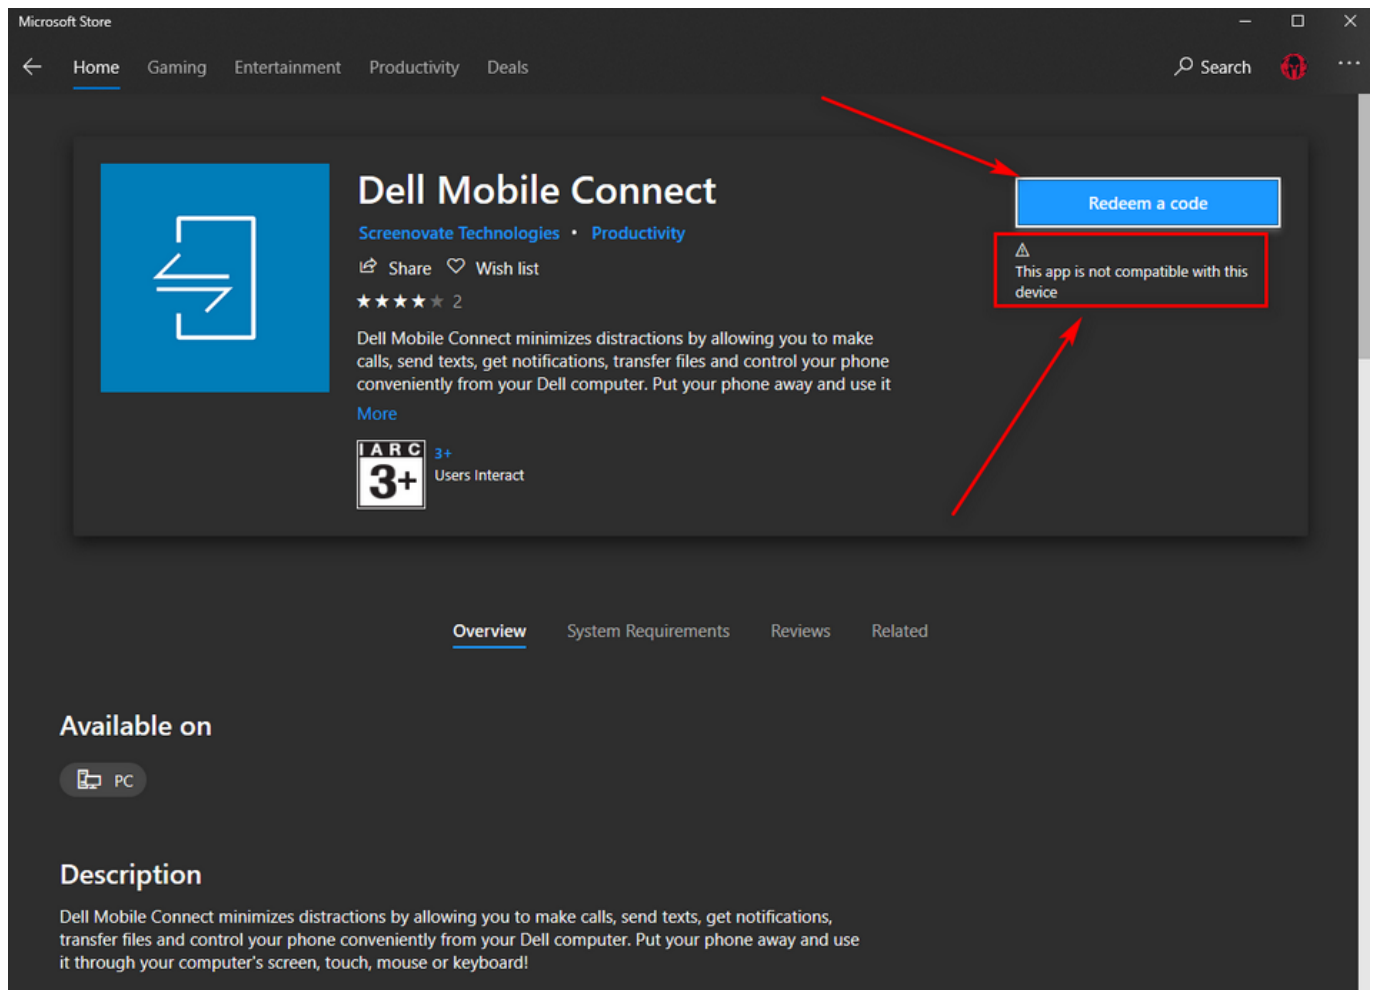 Microsoft Store
Home Gaming Entertainment Productivity Deals Search
Dell Mobile Connect
Screenovate Technologies • Productivity
Share Wish list
2
Dell Mobile Connect minimizes distractions by allowing you to make
calls, send texts, get notifications, transfer files and control your phone
conveniently from your Dell computer. Put your phone away and use it
More
IARC
3+
3+
Users Interact
Redeem a code
This app is not compatible with this
device
Overview System Requirements Reviews Related
Available on
PC
Description
Dell Mobile Connect minimizes distractions by allowing you to make calls, send texts, get notifications,
transfer files and control your phone conveniently from your Dell computer. Put your phone away and use
it through your computer's screen, touch, mouse or keyboard!